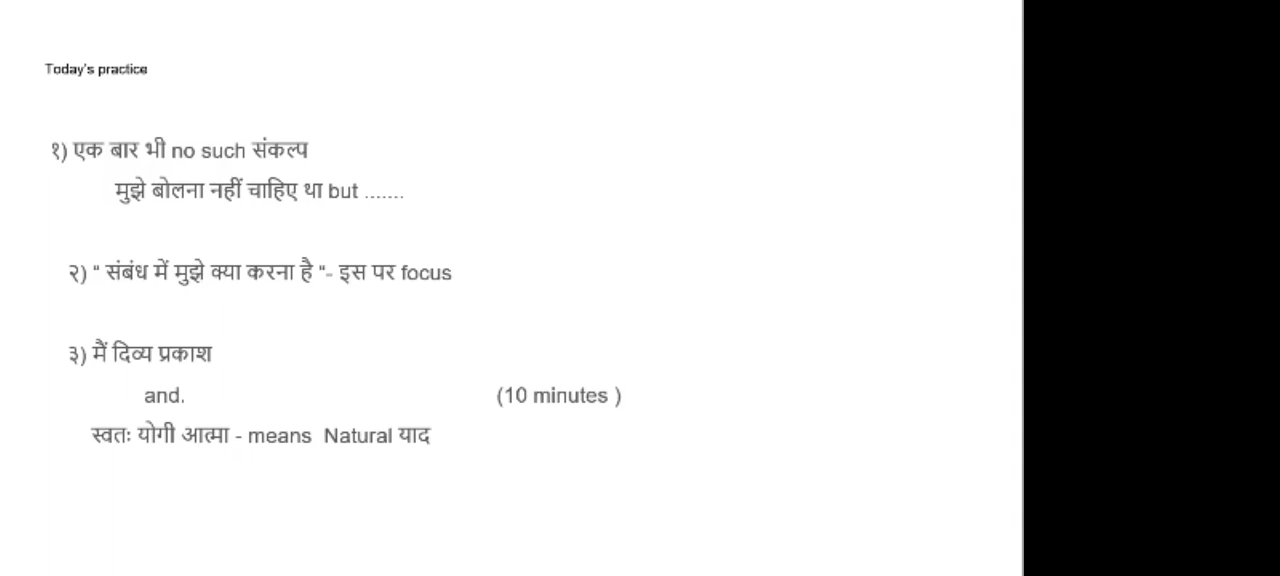 Today's practice
१) एक बार भी no such संकल्प
मुझे बोलना नहीं चाहिए था but .......
२) " संबंध में मुझे क्या करना है "- इस पर focus
३) मैं दिव्य प्रकाश
and. (10 minutes )
स्वतः योगी आत्मा - means Natural याद